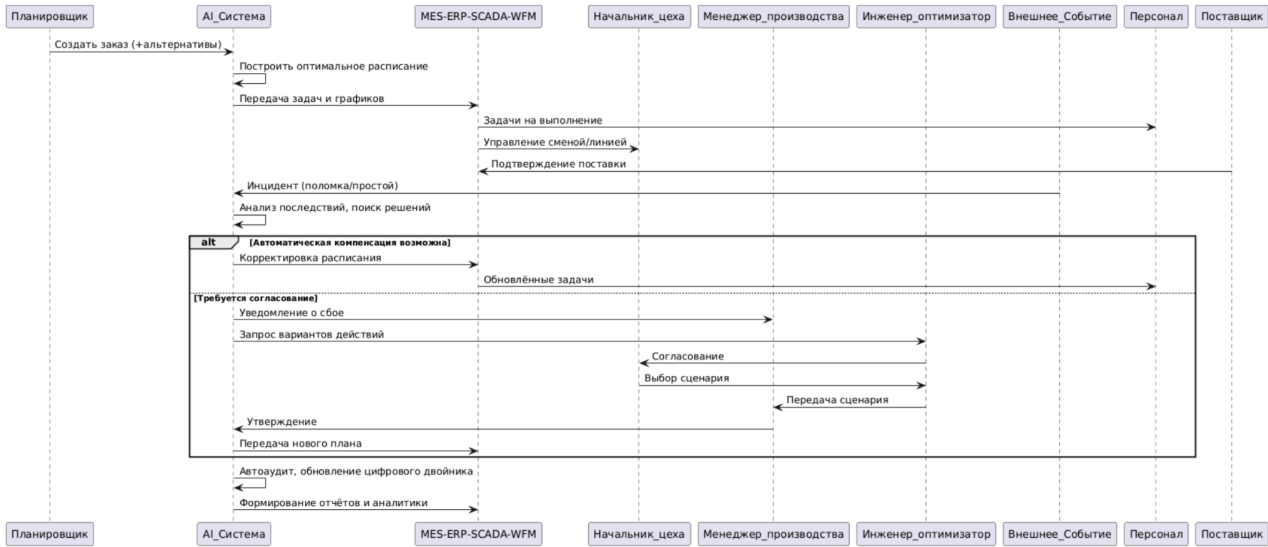 Планировщик
AI_Система
MES-ERP-SCADA-WFM
Начальник_цеха
Менеджер_производства
Инженер_оптимизатор
Внешнее_Событие
Персонал
Поставщик
Создать заказ (+альтернативы)
Построить оптимальное расписание
Передача задач и графиков
Задачи на выполнение
Управление сменой/линией
Подтверждение поставки
Инцидент (поломка/простой)
Анализ последствий, поиск решений
alt [Автоматическая компенсация возможна]
Корректировка расписания
Обновлённые задачи
[Требуется согласование]
Уведомление о сбое
Запрос вариантов действий
Согласование
Выбор сценария
Передача сценария
Утверждение
Передача нового плана
Автоаудит, обновление цифрового двойника
Формирование отчётов и аналитики
Планировщик
AI_Система
MES-ERP-SCADA-WFM
Начальник_цеха
Менеджер_производства
Инженер_оптимизатор
Внешнее_Событие
Персонал
Поставщик